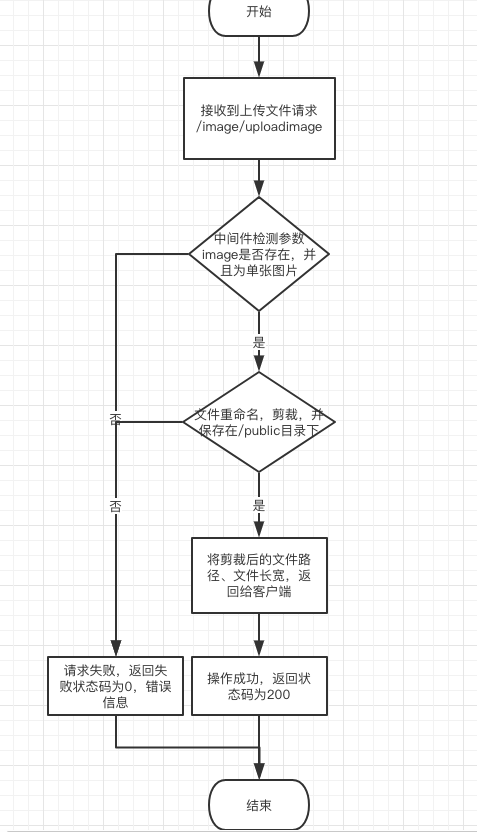 开始
接收到上传文件请求
/image/uploadimage
中间件检测参数
image是否存在，并
且为单张图片
是
否
文件重命名，剪裁，并
保存在/public目录下
是
否
将剪裁后的文件路
径、文件长宽，返
回给客户端
请求失败，返回失
败状态码为0，错误
信息
操作成功，返回状
态码为200
结束